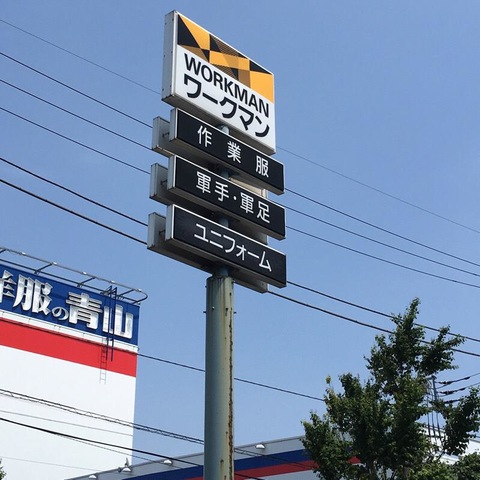 WORKMAN
ワークマン
作業服
軍手・軍足
ユニフォーム
洋服の青山